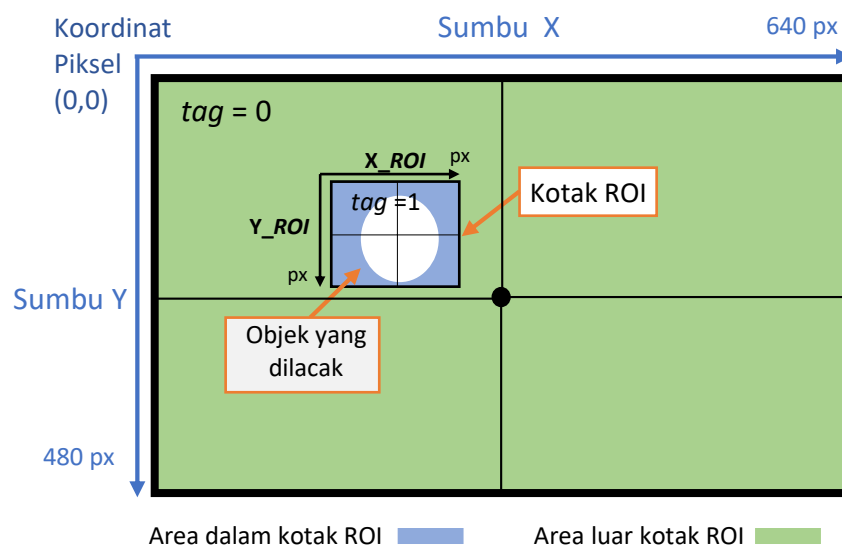 Koordinat
Piksel
(0,0)
Sumbu X
640 px
tag = 0
X_ROI
px
tag =1
Y_ROI
px
Kotak ROI
Sumbu Y
Objek yang
dilacak
480 px
Area dalam kotak ROI
Area luar kotak ROI